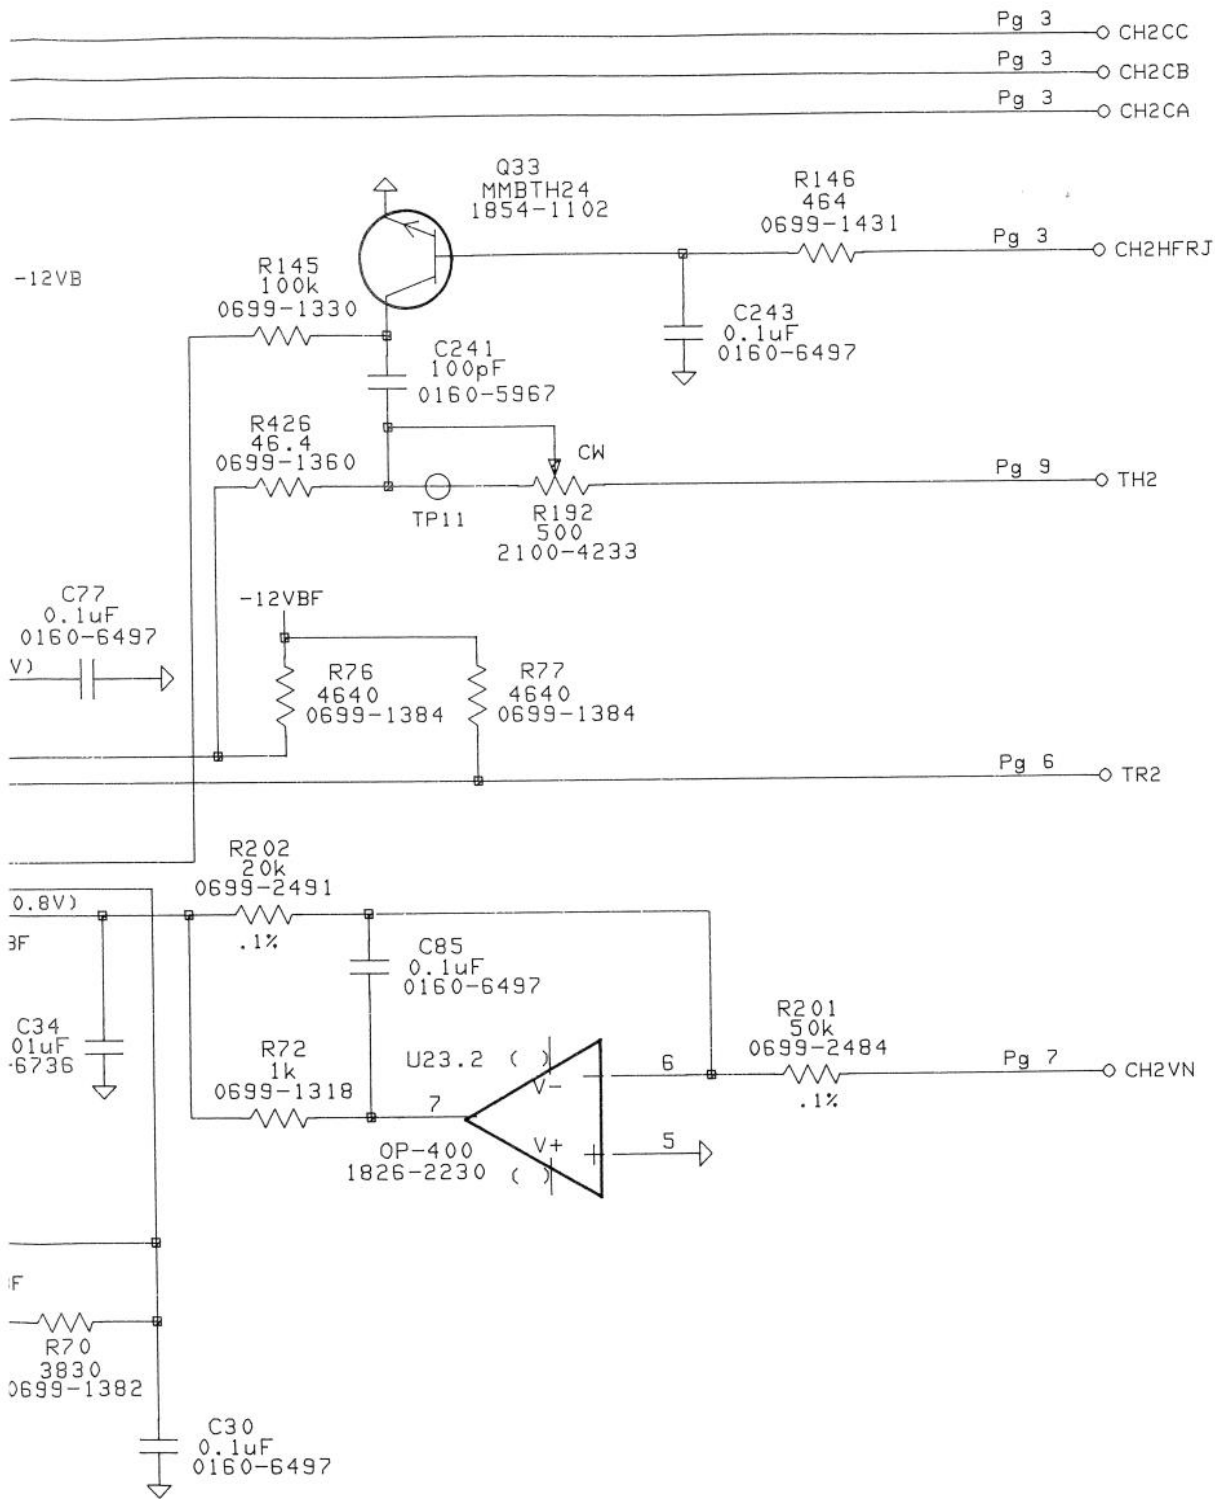 Pg 3
CH2CC
Pg 3
CH2CB
Pg 3
CH2CA
Q33
MMBTH24
1854-1102
R146
464
0699-1431
Pg 3
CH2HFRJ
-12VB
R145
100k
0699-1330
C243
0.1uF
0160-6497
C241
100pF
0160-5967
R426
46.4
0699-1360
CW
Pg 9
TH2
TP11
R192
500
2100-4233
C77
0.1uF
0160-6497
V)
-12VBF
R76
4640
0699-1384
R77
4640
0699-1384
Pg 6
TR2
R202
20k
0699-2491
.1%
0.8V)
BF
C85
0.1uF
0160-6497
C34
01uF
-6736
R72
1k
0699-1318
U23.2 ( )
V-
6
R201
50k
0699-2484
.1%
Pg 7
CH2VN
7
OP-400
1826-2230 ( )
V+
5
F
R70
3830
0699-1382
C30
0.1uF
0160-6497